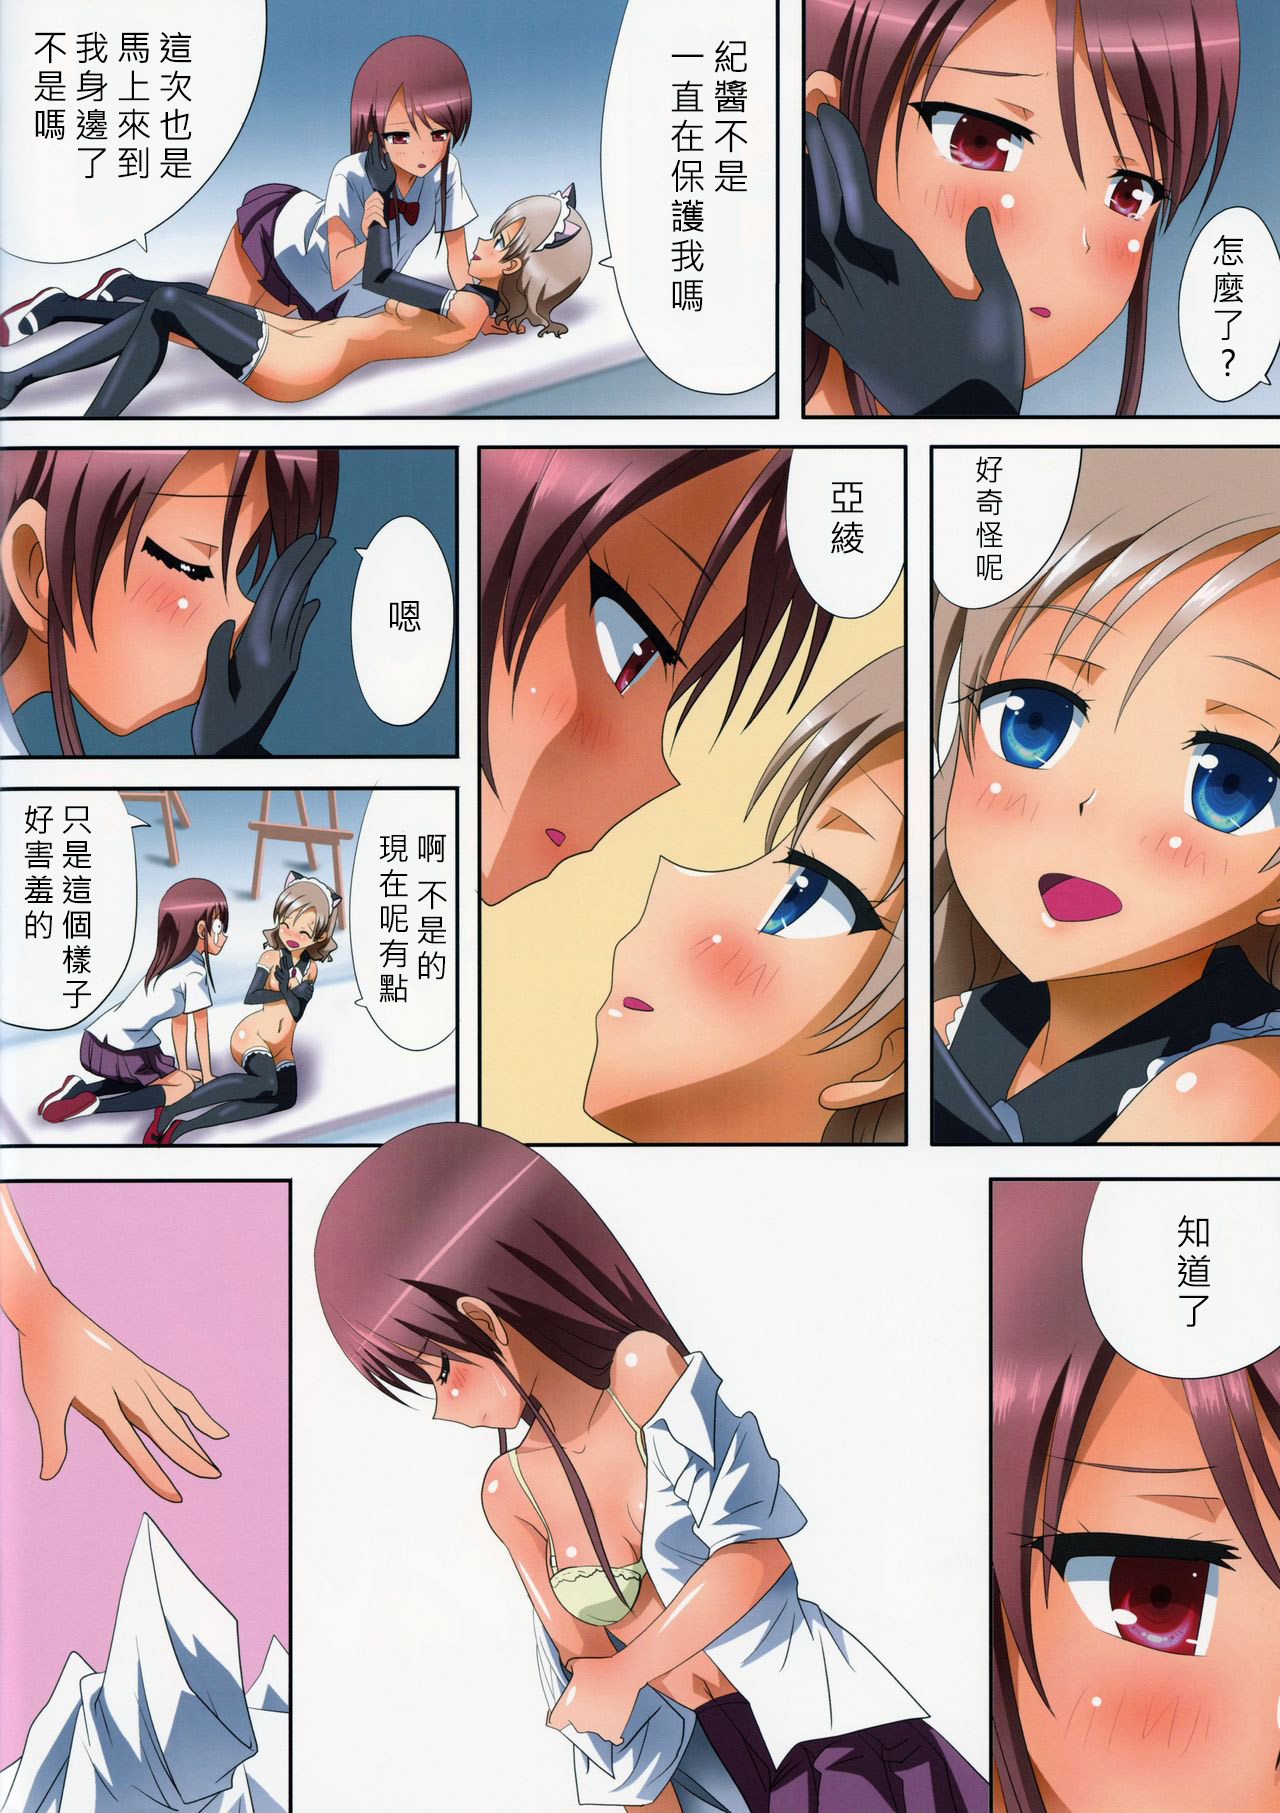 怎麼了？
紀醬不是
一直在保護我嗎
這次也是
馬上來到
我身邊了
不是嗎
好奇怪呢
亞綾
嗯
啊 不是的
現在呢有點
只是這個樣子
好害羞的
知道了